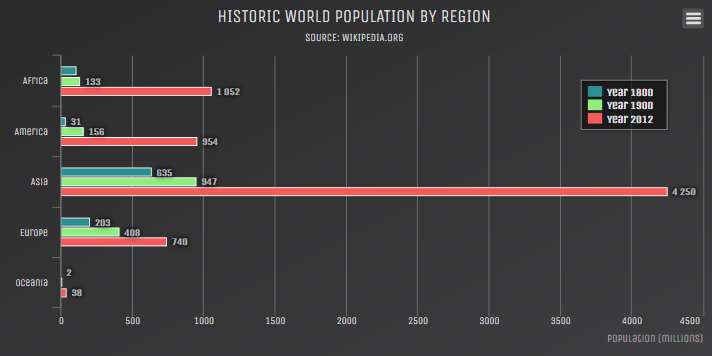 HISTORIC WORLD POPULATION BY REGION
SOURCE: WIKIPEDIA.ORG
Africa
133
1 052
Year 1800
Year 1900
Year 2012
America
31
156
954
Asia
635
947
4 250
Europe
203
408
740
Oceania
2
38
0 500 1000 1500 2000 2500 3000 3500 4000 4500
Population (millions)